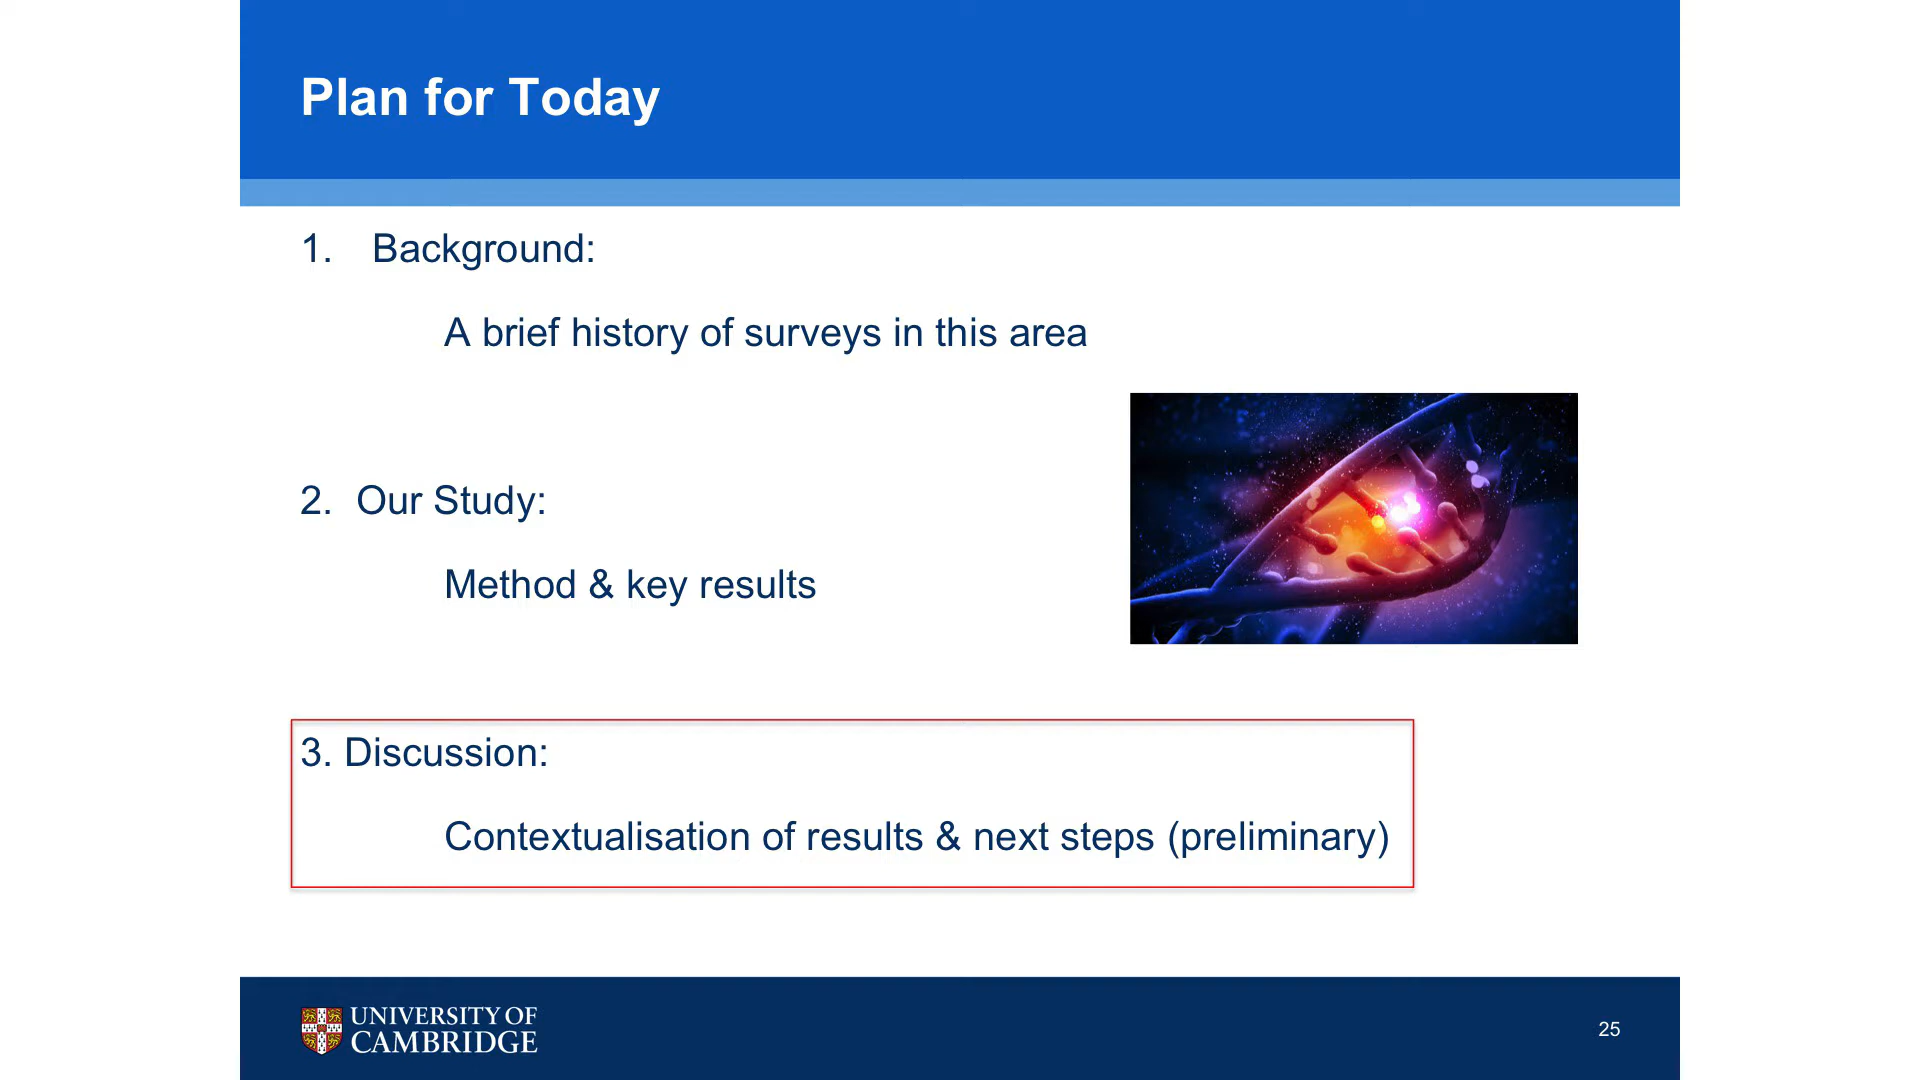 Plan for Today
1. Background:
A brief history of surveys in this area
2. Our Study:
Method & key results
3. Discussion:
Contextualisation of results & next steps (preliminary)
UNIVERSITY OF
CAMBRIDGE
25